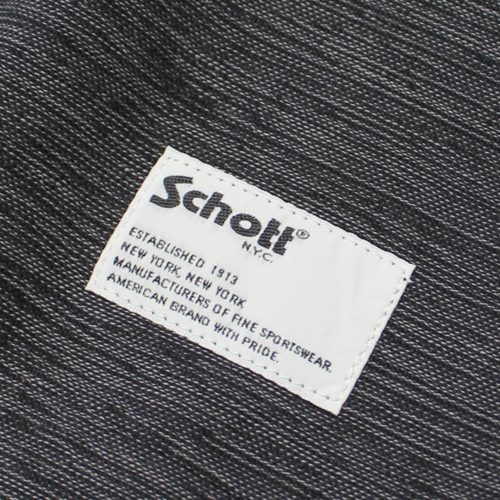 Schott®
N.Y.C.
ESTABLISHED 1913
NEW YORK, NEW YORK
MANUFACTURERS OF FINE SPORTSWEAR.
AMERICAN BRAND WITH PRIDE.